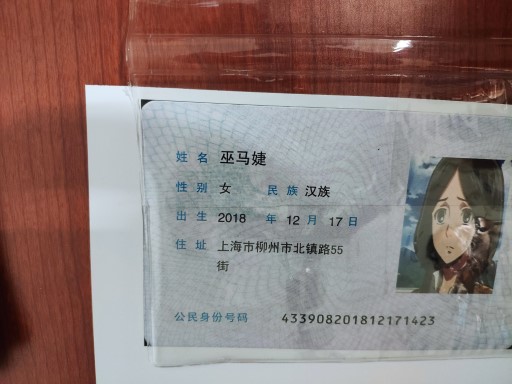 姓名 巫马婕
性别 女 民族 汉族
出生 2018 年 12 月 17 日
住址 上海市柳州市北镇路55
街
公民身份号码 433908201812171423